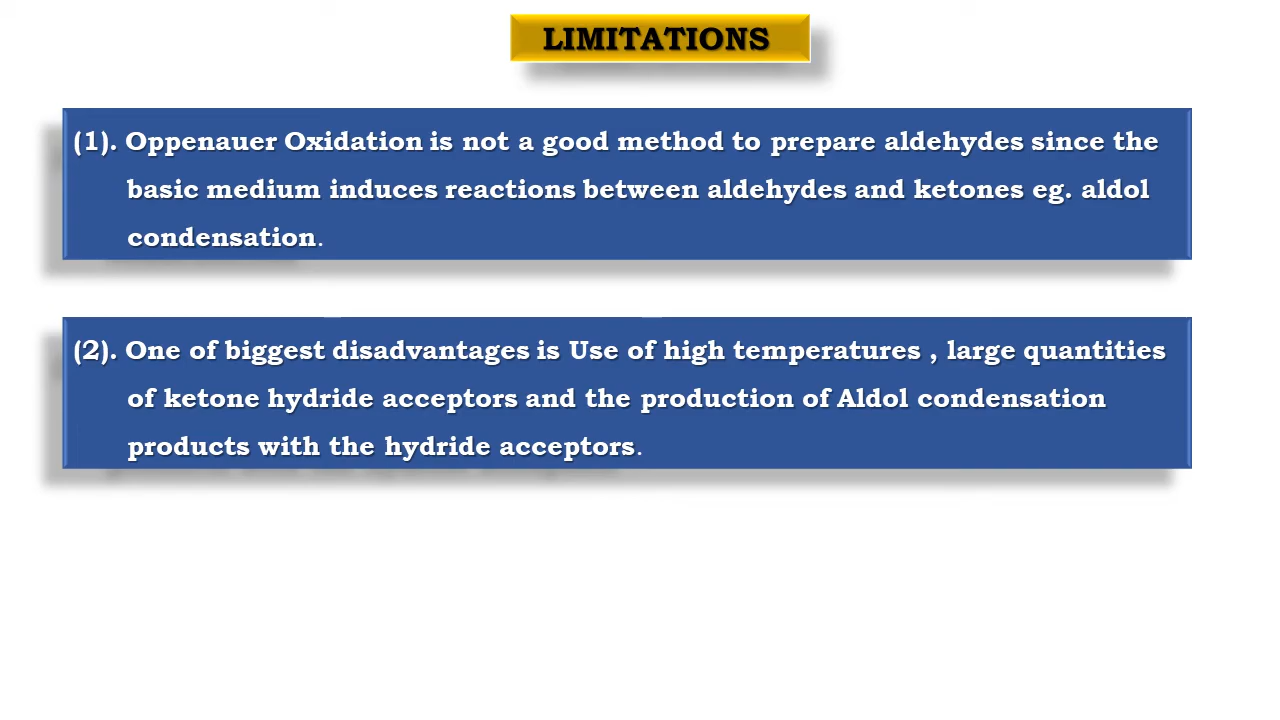 LIMITATIONS
(1). Oppenauer Oxidation is not a good method to prepare aldehydes since the
basic medium induces reactions between aldehydes and ketones eg. aldol
condensation.
(2). One of biggest disadvantages is Use of high temperatures , large quantities
of ketone hydride acceptors and the production of Aldol condensation
products with the hydride acceptors.